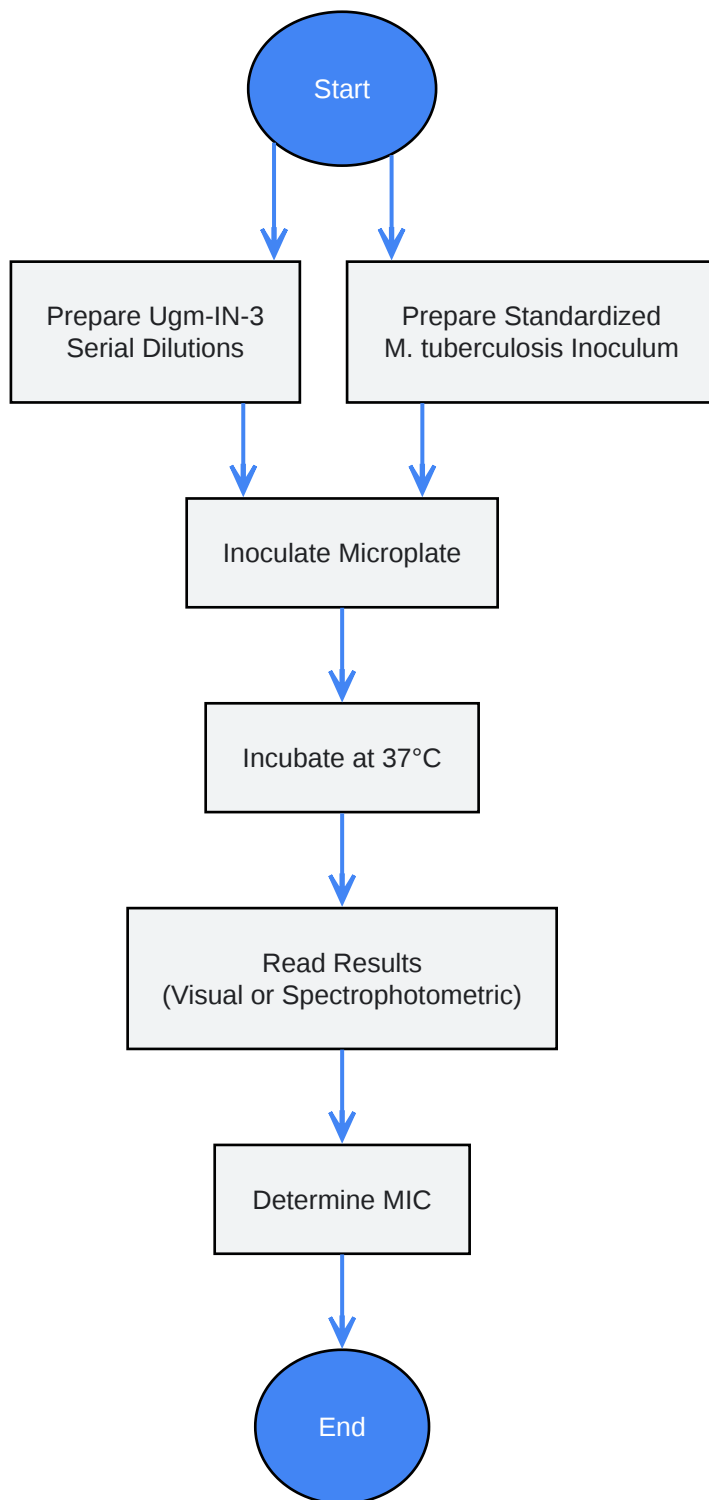 Start
Prepare Ugm-IN-3
Serial Dilutions
Prepare Standardized
M. tuberculosis Inoculum
Inoculate Microplate
Incubate at 37°C
Read Results
(Visual or Spectrophotometric)
Determine MIC
End